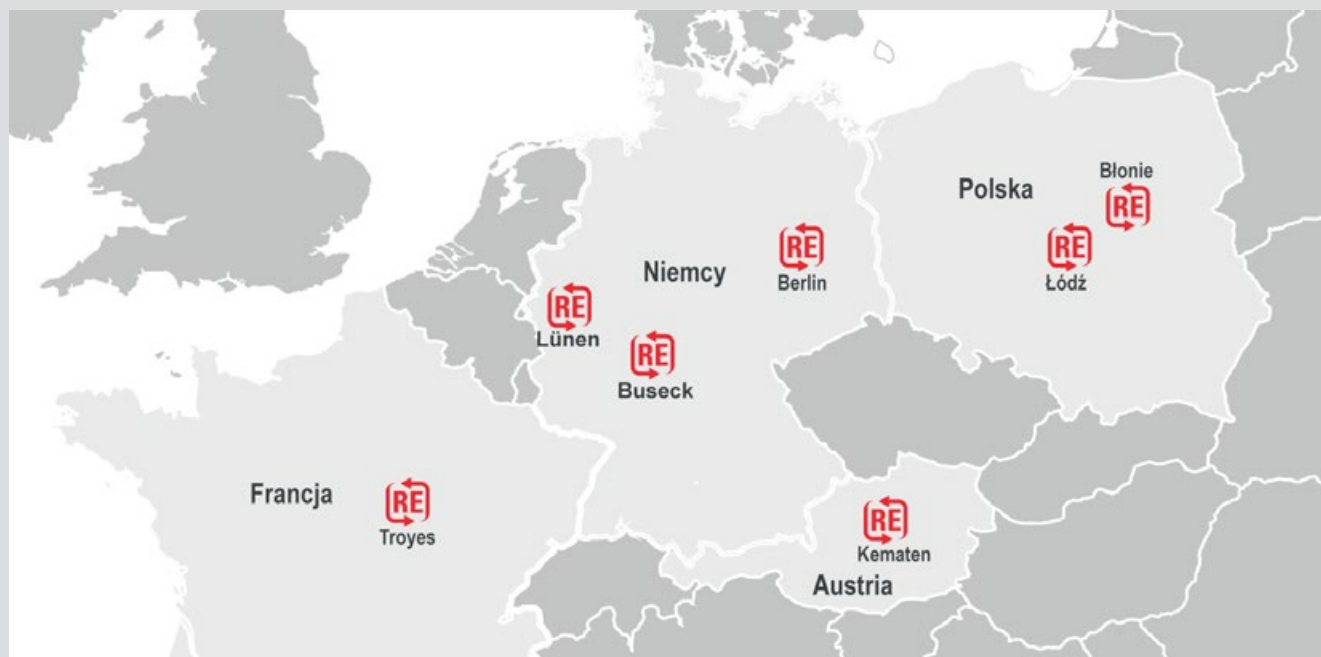 Błonie
Polska
RE
RE
Łódź
RE
Berlin
Niemcy
RE
Lünen
RE
Buseck
Francja
RE
Troyes
RE
Kematen
Austria